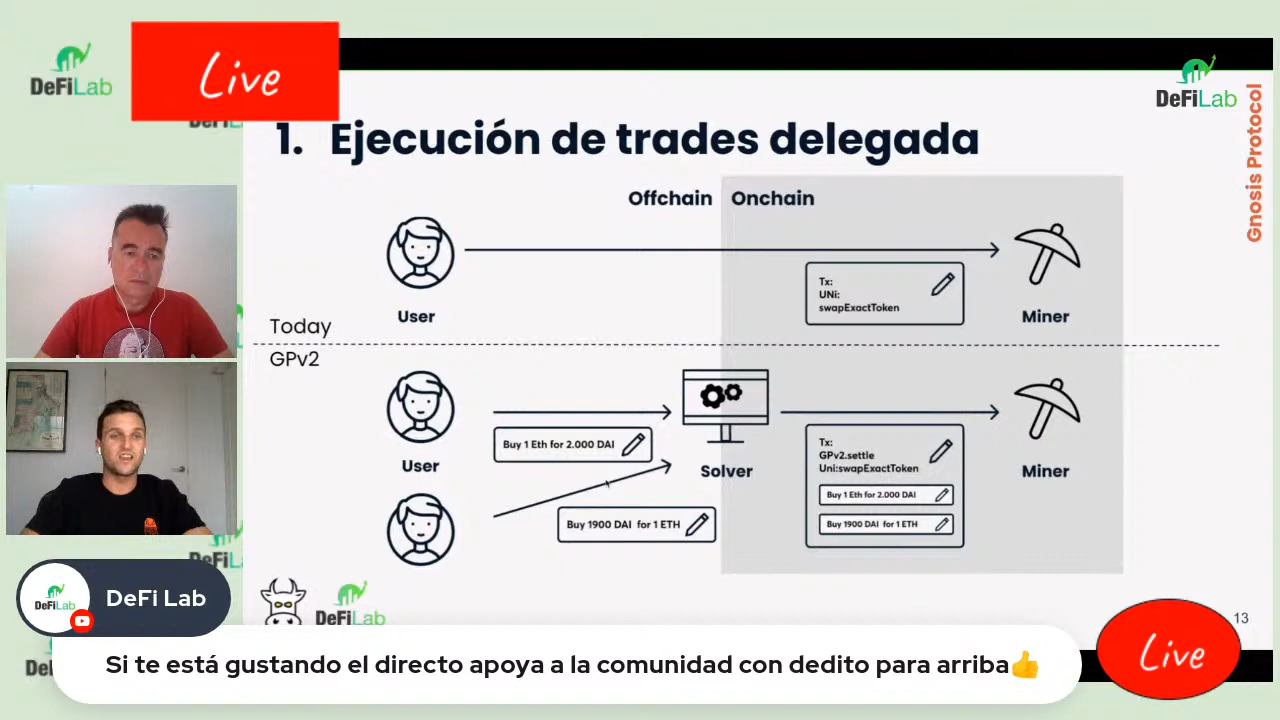 DeFiLab
Live
DeFiLab
DeFiLab
Gnosis Protocol
1. Ejecución de trades delegada
Offchain
Onchain
User
Tx:
UNi:
swapExactToken
Miner
Today
GPv2
User
Buy 1 Eth for 2.000 DAI
Buy 1900 DAI for 1 ETH
Solver
Tx:
GPv2.settle
Uni:swapExactToken
Buy 1 Eth for 2.000 DAI
Buy 1900 DAI for 1 ETH
Miner
DeFiLab
DeFiLab
13
DeFiLab
DeFi Lab
Si te está gustando el directo apoya a la comunidad con dedito para arriba👍
Live